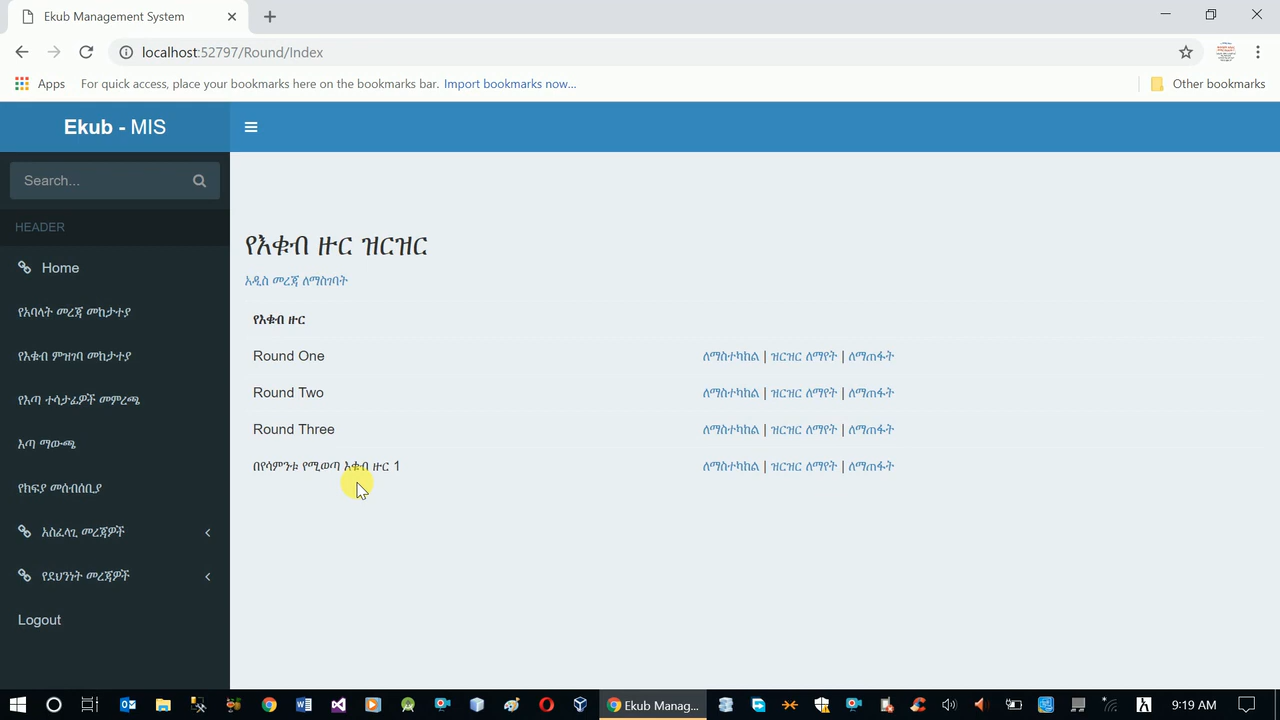 Ekub Management System
localhost:52797/Round/Index
Apps For quick access, place your bookmarks here on the bookmarks bar. Import bookmarks now... Other bookmarks
Ekub - MIS
Search...
HEADER
Home
የአባላት መረጃ መከታተያ
የእቁብ ምዝገባ መከታተያ
የእጣ ተሳታፊዎች መምረጫ
እጣ ማውጫ
የክፍያ መሰብሰቢያ
አስፈላጊ መረጃዎች
የደህንነት መረጃዎች
Logout
የእቁብ ዙር ዝርዝር
አዲስ መረጃ ለማስገባት
የእቁብ ዙር
Round One ለማስተካከል | ዝርዝር ለማየት | ለማጠፋት
Round Two ለማስተካከል | ዝርዝር ለማየት | ለማጠፋት
Round Three ለማስተካከል | ዝርዝር ለማየት | ለማጠፋት
በየሳምንቱ የሚወጣ እቁብ ዙር 1 ለማስተካከል | ዝርዝር ለማየት | ለማጠፋት
Ekub Manag...
9:19 AM